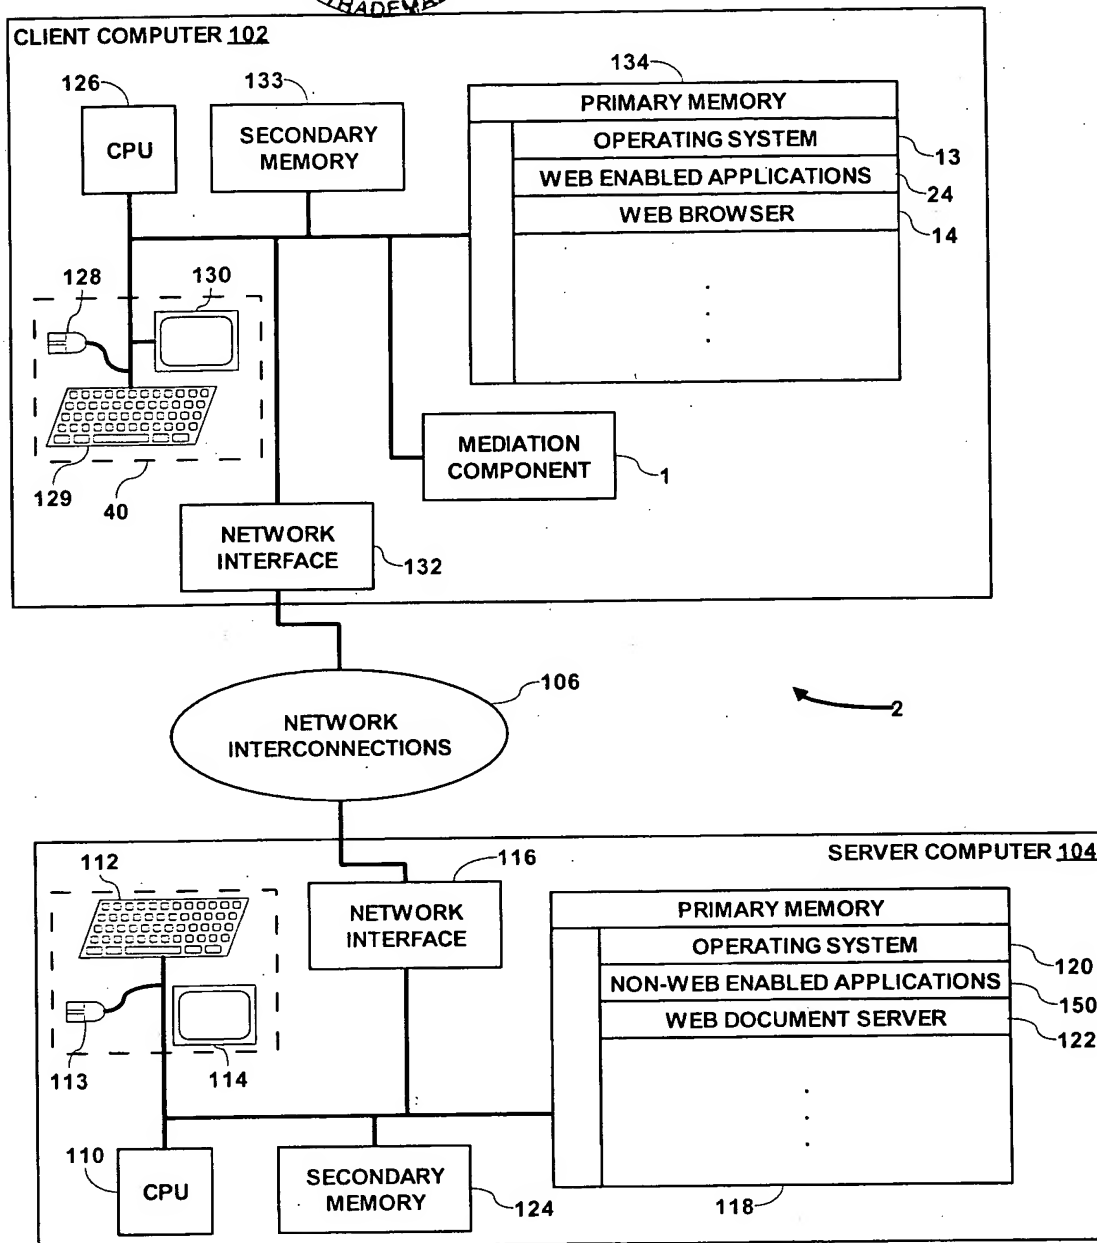 TRADEMA
CLIENT COMPUTER 102
126
133
134
CPU
SECONDARY
MEMORY
PRIMARY MEMORY
OPERATING SYSTEM
13
WEB ENABLED APPLICATIONS
24
WEB BROWSER
14
128
130
129
40
MEDIATION
COMPONENT
1
NETWORK
INTERFACE
132
106
NETWORK
INTERCONNECTIONS
2
SERVER COMPUTER 104
112
116
NETWORK
INTERFACE
PRIMARY MEMORY
OPERATING SYSTEM
120
NON-WEB ENABLED APPLICATIONS
150
WEB DOCUMENT SERVER
122
113
114
110
CPU
SECONDARY
MEMORY
124
118